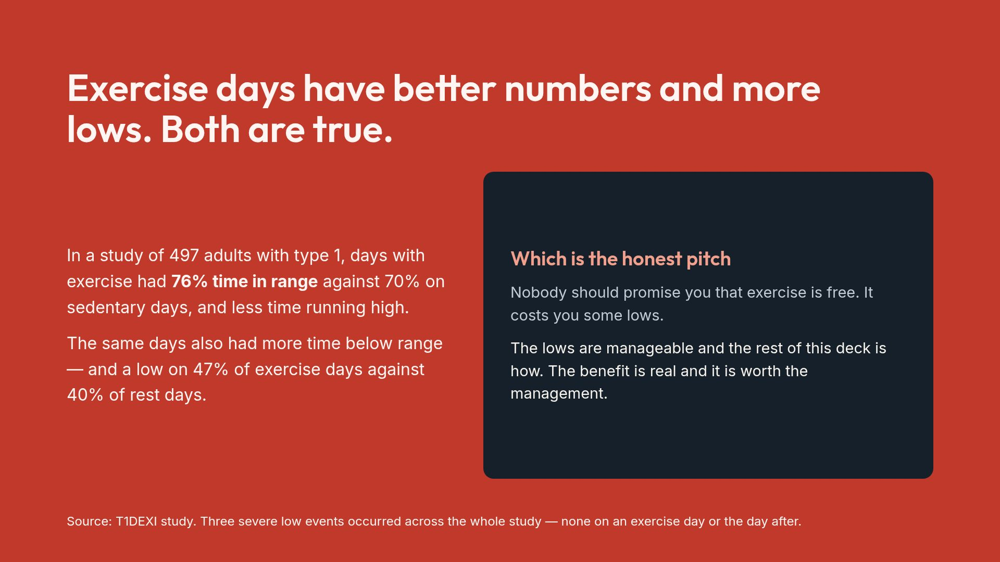 Exercise days have better numbers and more
lows. Both are true.
In a study of 497 adults with type 1, days with
exercise had 76% time in range against 70% on
sedentary days, and less time running high.
The same days also had more time below range
— and a low on 47% of exercise days against
40% of rest days.
Which is the honest pitch
Nobody should promise you that exercise is free. It
costs you some lows.
The lows are manageable and the rest of this deck is
how. The benefit is real and it is worth the
management.
Source: T1DEXI study. Three severe low events occurred across the whole study — none on an exercise day or the day after.